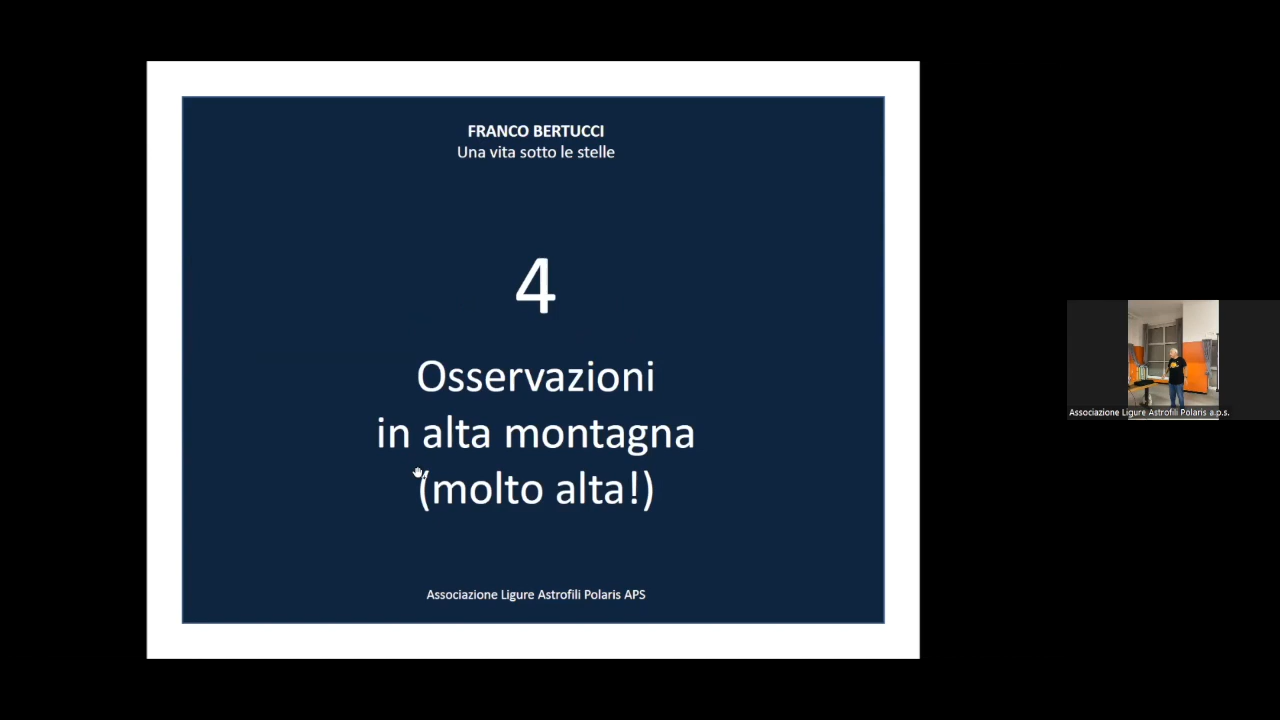 FRANCO BERTUCCI
Una vita sotto le stelle
4
Osservazioni
in alta montagna
(molto alta!)
Associazione Ligure Astrofili Polaris APS
Associazione Ligure Astrofili Polaris a.p.s.